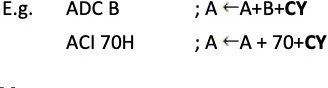 E.g. ADC B ; A ←A+B+CY
ACI 70H ; A ←A + 70+CY